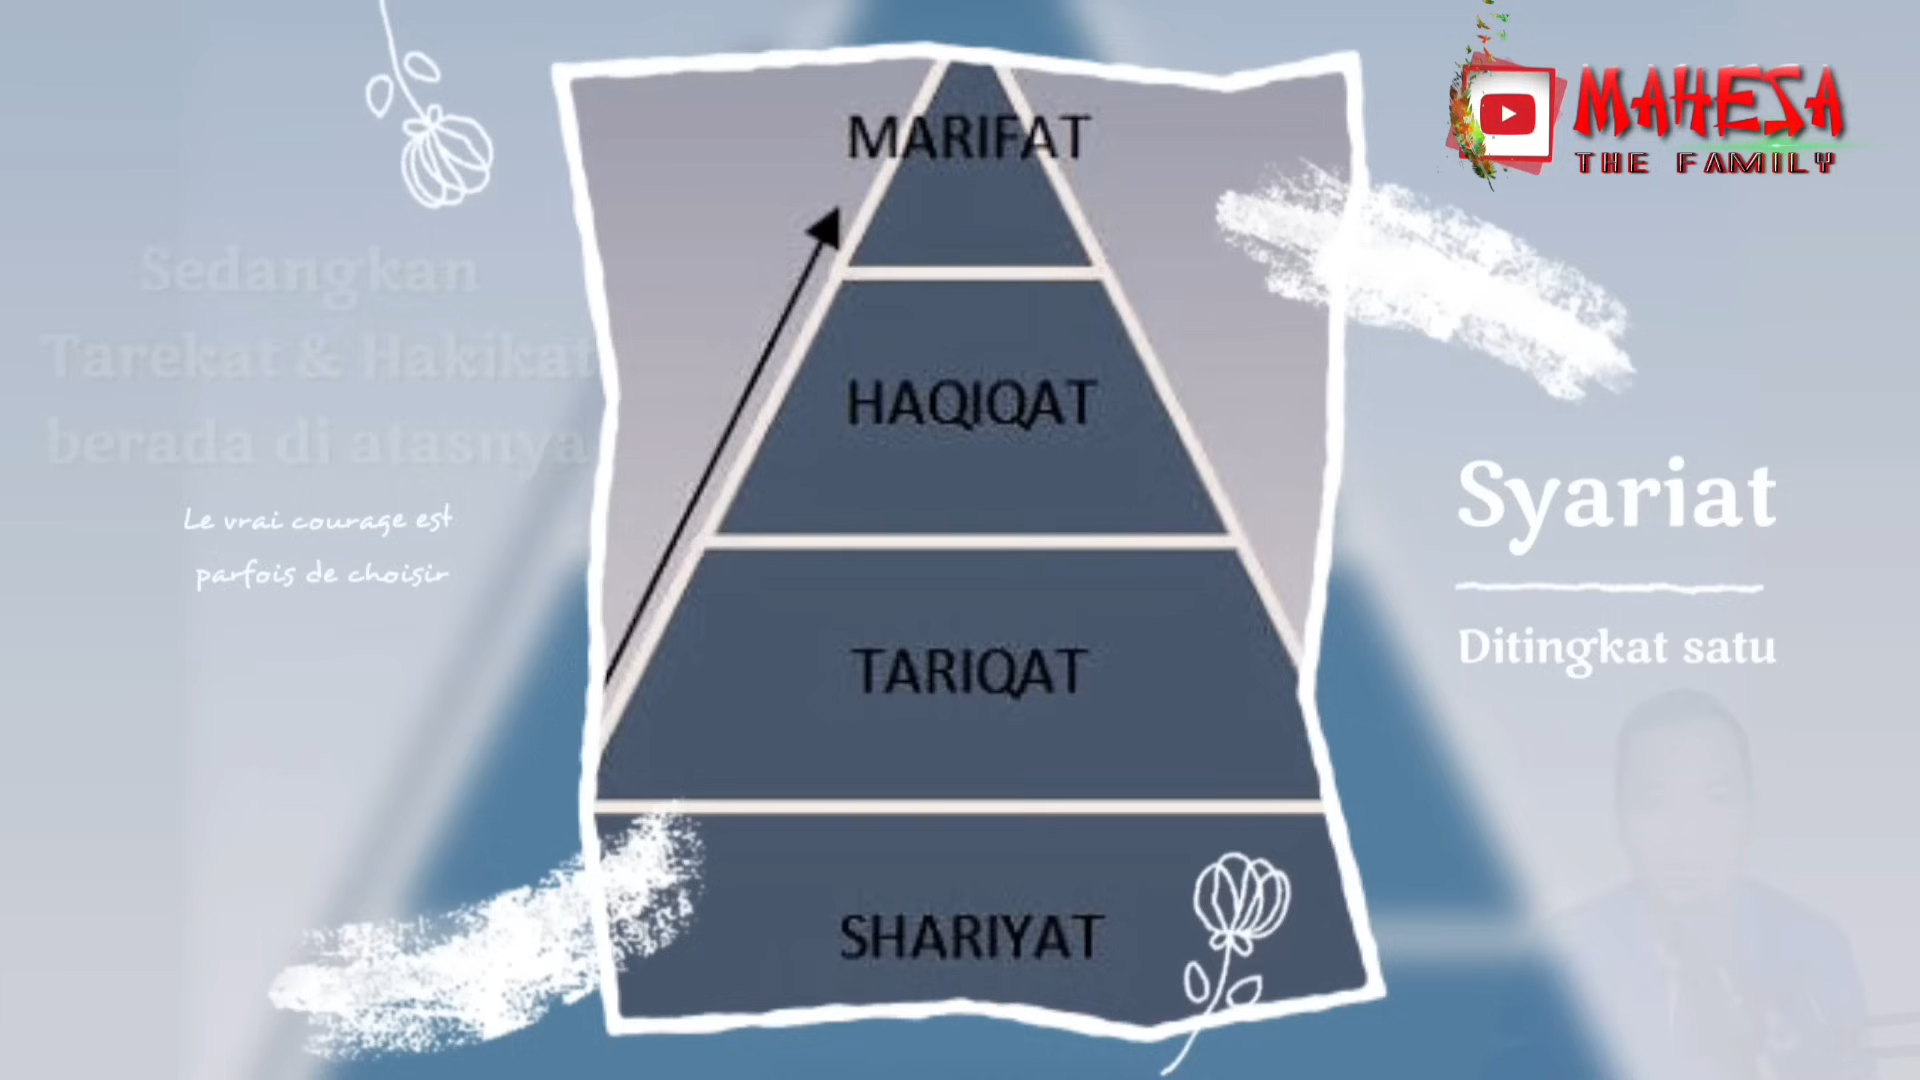 MAHESA
THE FAMILY
MARIFAT
HAQIQAT
TARIQAT
SHARIYAT
Sedangkan
Tarekat & Hakikat
berada di atasnya
Le vrai courage est
parfois de choisir
Syariat
Ditingkat satu